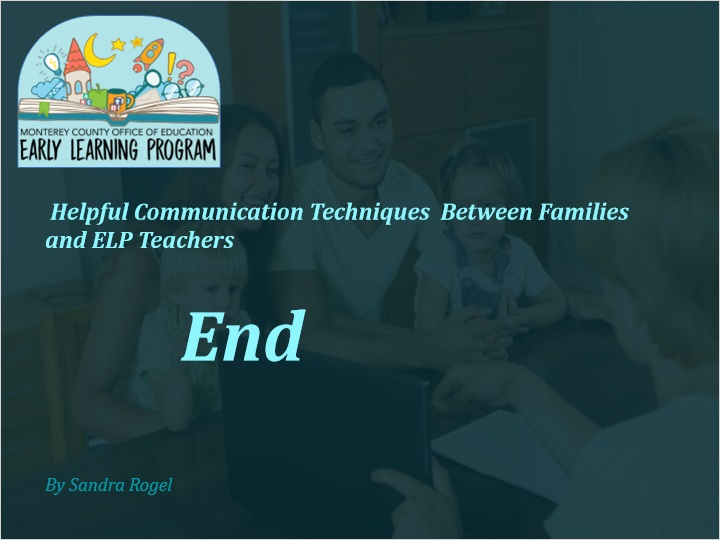 MONTEREY COUNTY OFFICE OF EDUCATION
EARLY LEARNING PROGRAM
Helpful Communication Techniques Between Families
and ELP Teachers
End
By Sandra Rogel